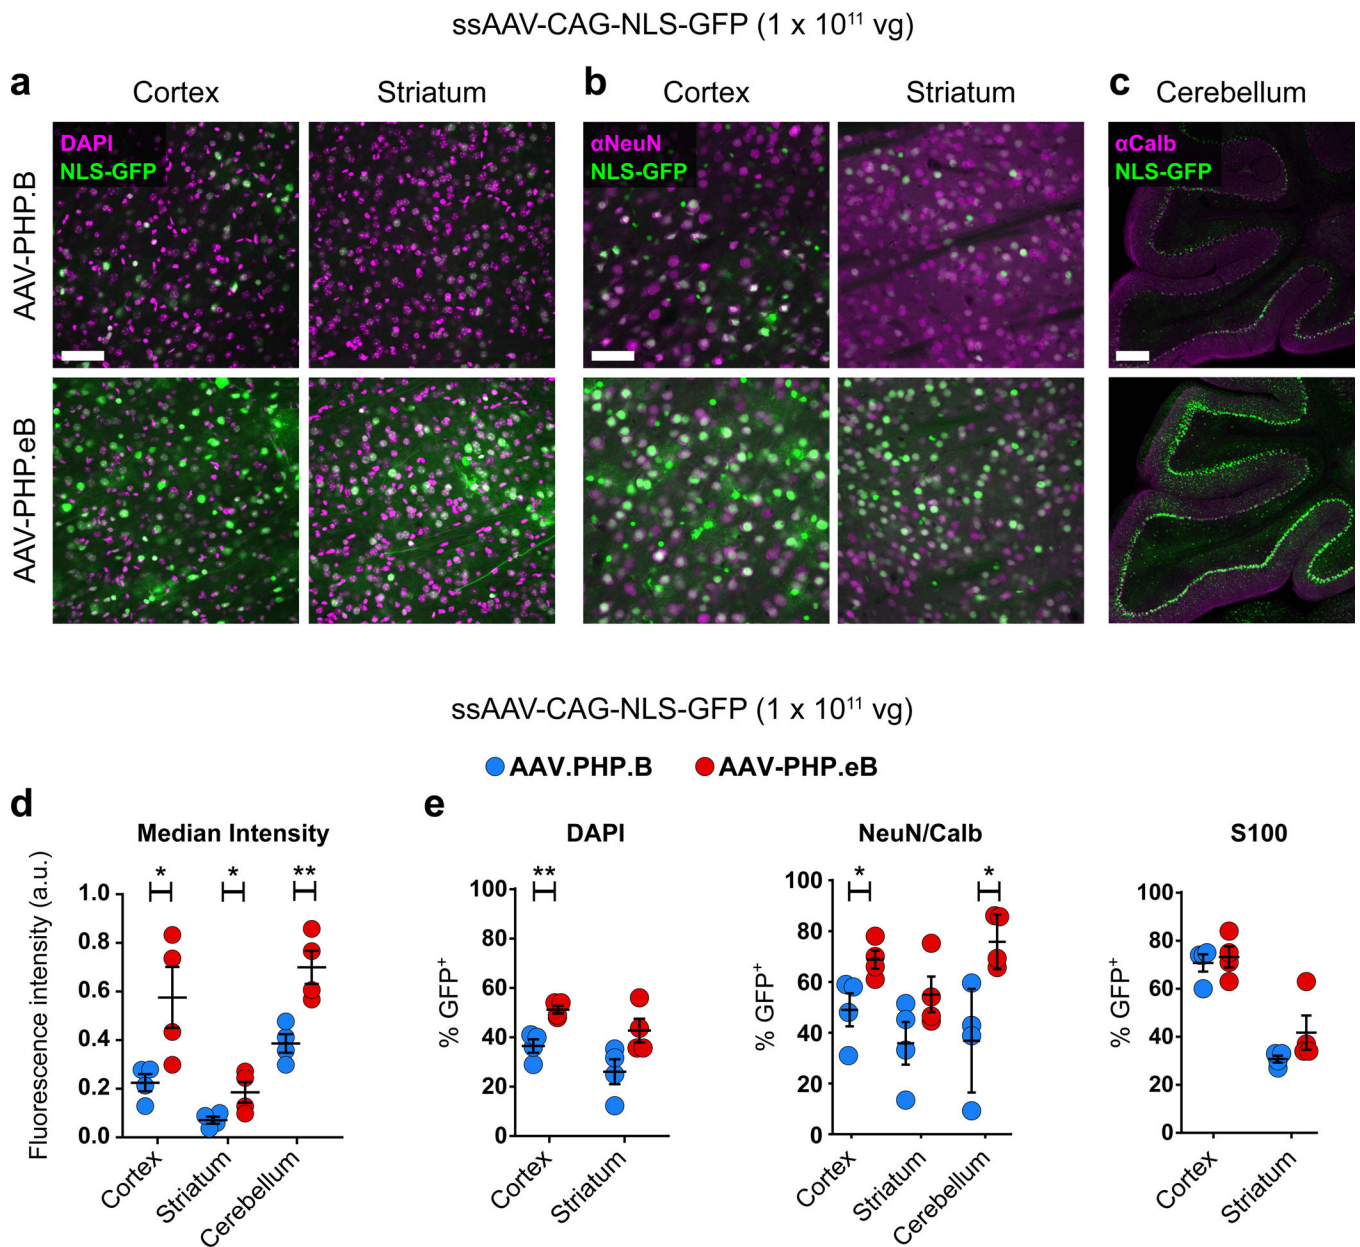 ssAAV-CAG-NLS-GFP (1 x 10¹¹ vg)
a
Cortex
Striatum
b
Cortex
Striatum
c
Cerebellum
AAV-PHP.B
DAPI
NLS-GFP
αNeuN
NLS-GFP
αCalb
NLS-GFP
AAV-PHP.eB
ssAAV-CAG-NLS-GFP (1 x 10¹¹ vg)
AAV.PHP.B
AAV-PHP.eB
d
Median Intensity
Fluorescence intensity (a.u.)
1.0
0.8
0.6
0.4
0.2
0.0
*
*
**
Cortex
Striatum
Cerebellum
e
DAPI
% GFP⁺
100
80
60
40
20
0
**
Cortex
Striatum
NeuN/Calb
% GFP⁺
100
80
60
40
20
0
*
*
Cortex
Striatum
Cerebellum
S100
% GFP⁺
100
80
60
40
20
0
Cortex
Striatum